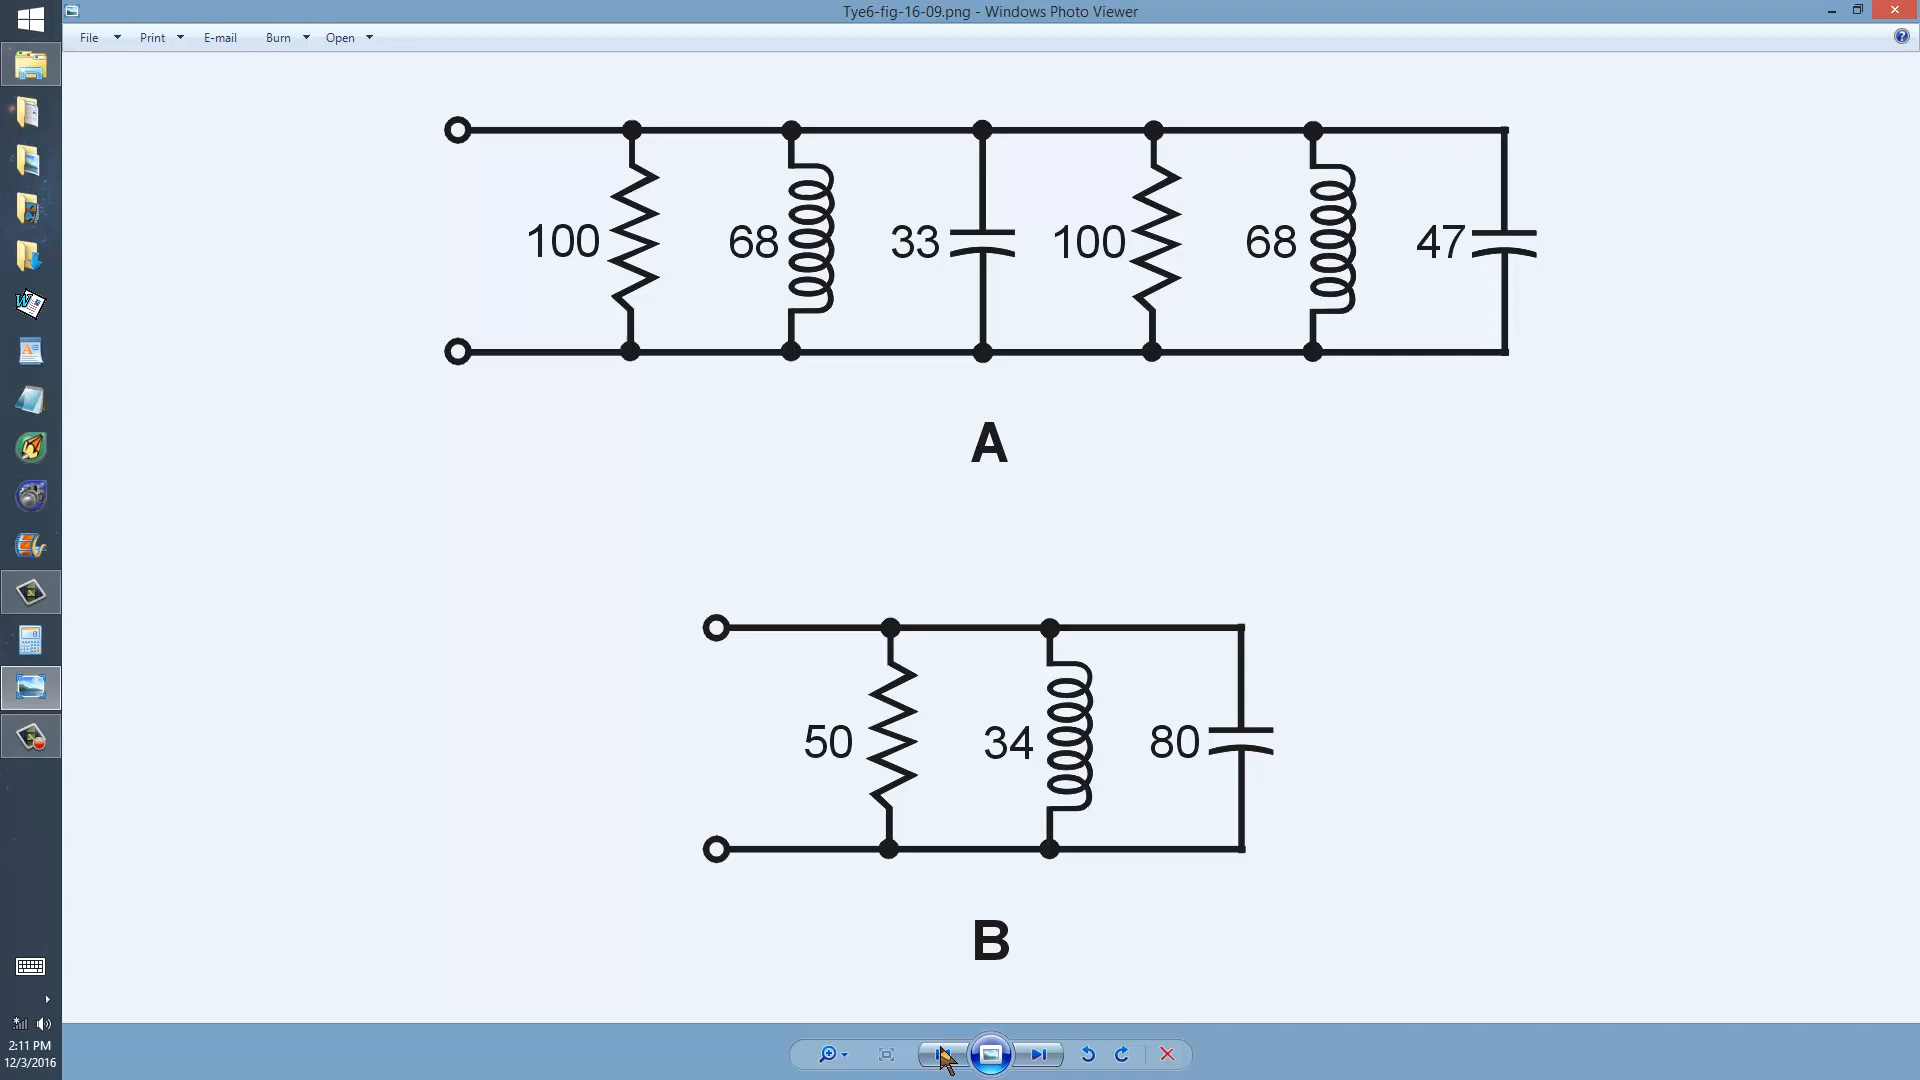 Tye6-fig-16-09.png - Windows Photo Viewer
File Print E-mail Burn Open
100 68 33 100 68 47
A
50 34 80
B
2:11 PM
12/3/2016